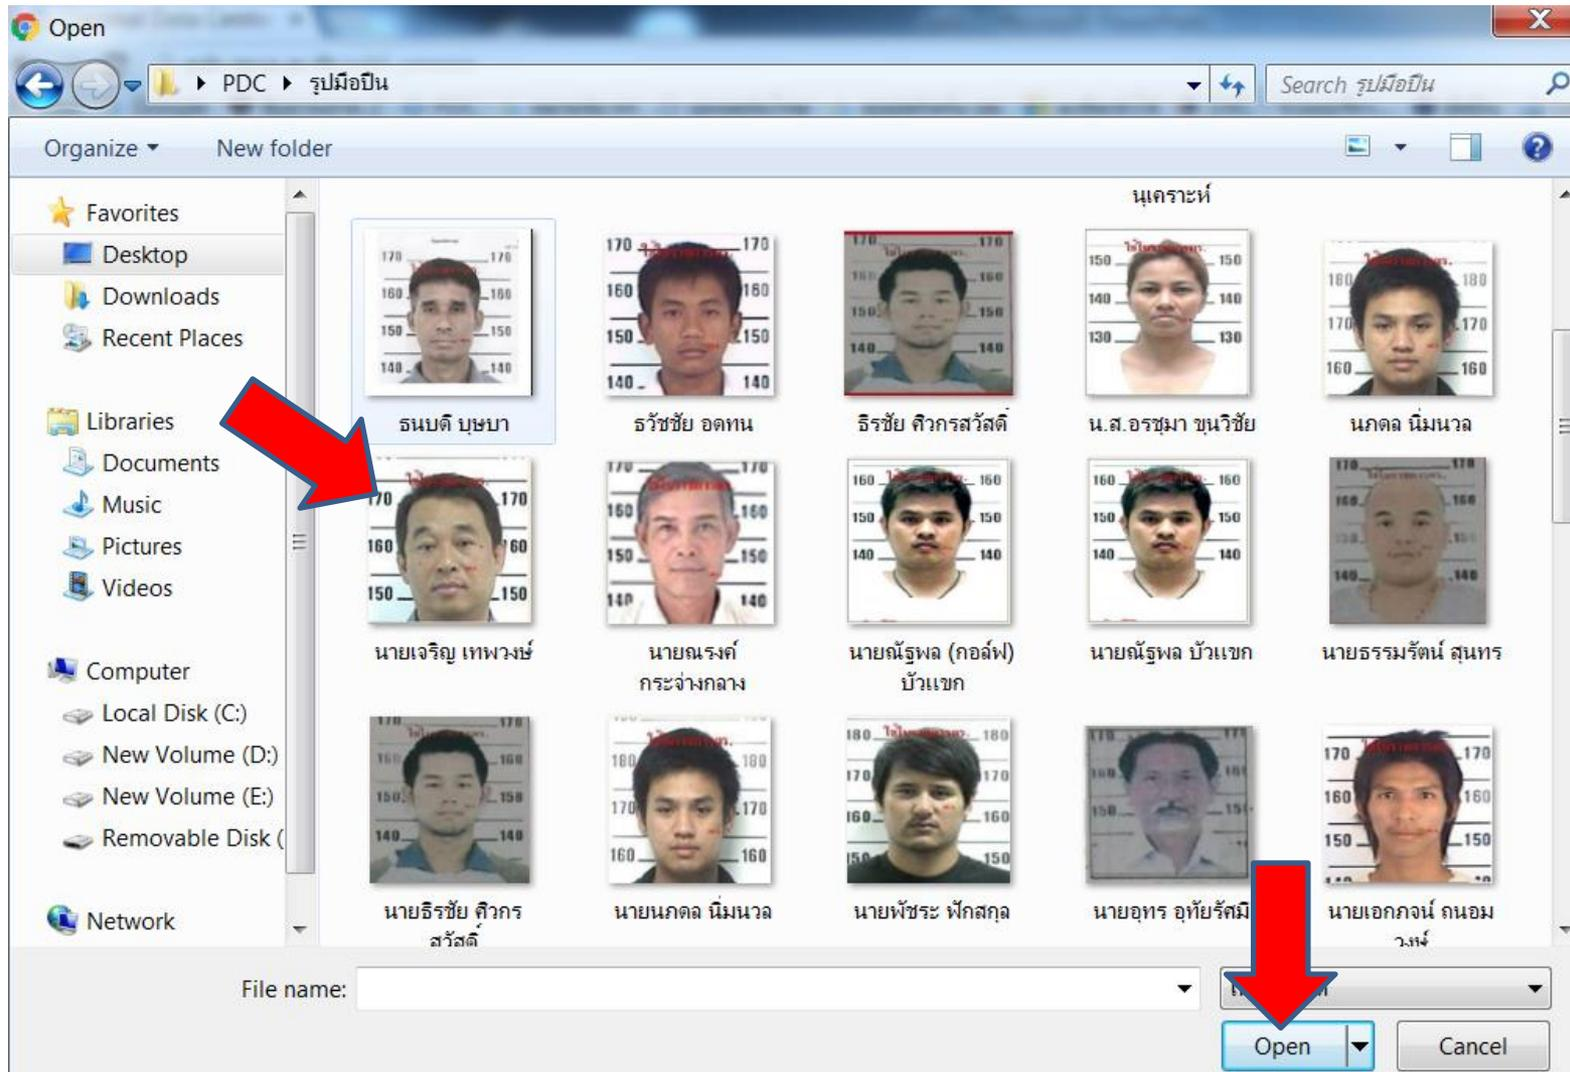 Open
PDC ▸ รูปมือปืน
Search รูปมือปืน
Organize
New folder
Favorites
Desktop
Downloads
Recent Places
Libraries
Documents
Music
Pictures
Videos
Computer
Local Disk (C:)
New Volume (D:)
New Volume (E:)
Removable Disk (
Network
นุเคราะห์
ธนบดี บุษบา
ธวัชชัย อดทน
ธิรชัย ศิวกรสวัสดิ์
น.ส.อรชุมา ขุนวิชัย
นภดล นิ่มนวล
นายเจริญ เทพวงษ์
นายณรงค์
กระจ่างกลาง
นายณัฐพล (กอล์ฟ)
บัวแขก
นายณัฐพล บัวแขก
นายธรรมรัตน์ สุนทร
นายธิรชัย ศิวกร
สวัสดิ์
นายนภดล นิ่มนวล
นายพัชระ ฟักสกุล
นายอุทร อุทัยรัศมี
นายเอกภจน์ ถนอม
วงษ์
File name:
Open
Cancel